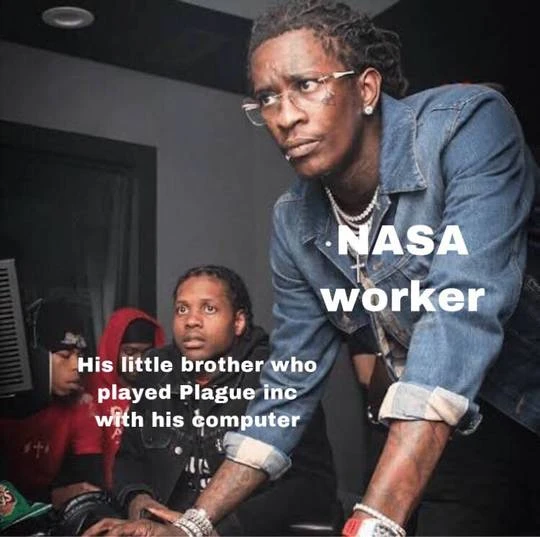 NASA
worker
His little brother who
played Plague inc
with his computer